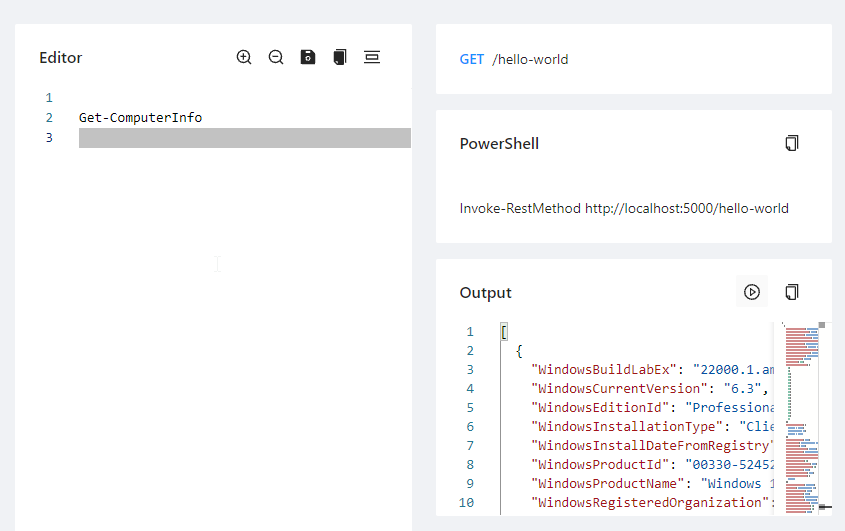 Editor
1
2 Get-ComputerInfo
3
GET /hello-world
PowerShell
Invoke-RestMethod http://localhost:5000/hello-world
Output
1 [
2 {
3 "WindowsBuildLabEx": "22000.1.am
4 "WindowsCurrentVersion": "6.3",
5 "WindowsEditionId": "Professiona
6 "WindowsInstallationType": "Clie
7 "WindowsInstallDateFromRegistry"
8 "WindowsProductId": "00330-52452
9 "WindowsProductName": "Windows 1
10 "WindowsRegisteredOrganization":